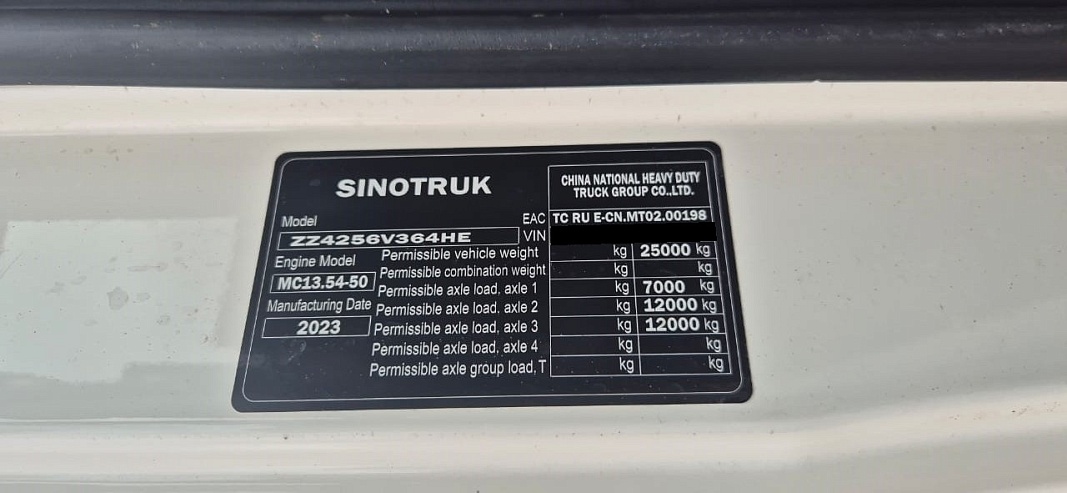 SINOTRUK
CHINA NATIONAL HEAVY DUTY
TRUCK GROUP CO.,LTD.
Model
EAC TC RU E-CN.MT02.00198
ZZ4256V364HE
VIN
Engine Model
Permissible vehicle weight kg 25000 kg
MC13.54-50
Permissible combination weight kg kg
Permissible axle load, axle 1 kg 7000 kg
Manufacturing Date
Permissible axle load, axle 2 kg 12000 kg
2023
Permissible axle load, axle 3 kg 12000 kg
Permissible axle load, axle 4 kg kg
Permissible axle group load, T kg kg